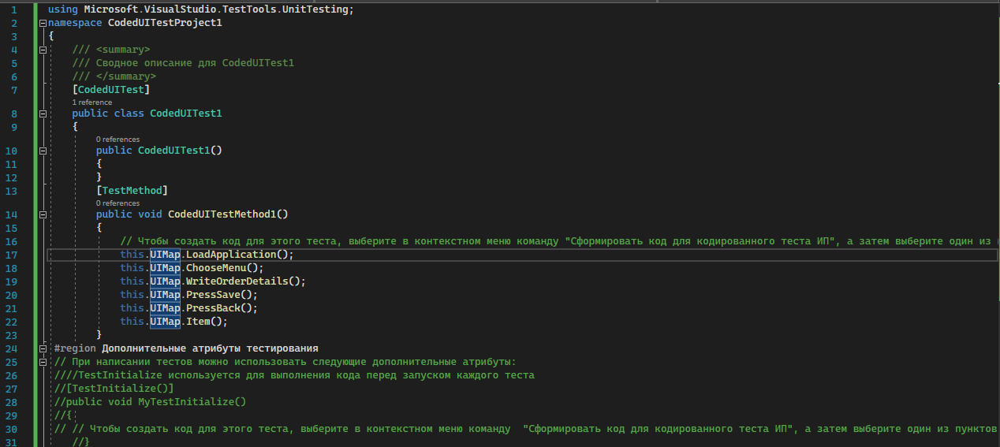 1 using Microsoft.VisualStudio.TestTools.UnitTesting;
2 namespace CodedUITestProject1
3 {
4 /// <summary>
5 /// Сводное описание для CodedUITest1
6 /// </summary>
7 [CodedUITest]
1 reference
8 public class CodedUITest1
9 {
0 references
10 public CodedUITest1()
11 {
12 }
13 [TestMethod]
0 references
14 public void CodedUITestMethod1()
15 {
16 // Чтобы создать код для этого теста, выберите в контекстном меню команду "Сформировать код для кодированного теста ИП", а затем выберите один из
17 this.UIMap.LoadApplication();
18 this.UIMap.ChooseMenu();
19 this.UIMap.WriteOrderDetails();
20 this.UIMap.PressSave();
21 this.UIMap.PressBack();
22 this.UIMap.Item();
23 }
24 #region Дополнительные атрибуты тестирования
25 // При написании тестов можно использовать следующие дополнительные атрибуты:
26 ////TestInitialize используется для выполнения кода перед запуском каждого теста
27 //[TestInitialize()]
28 //public void MyTestInitialize()
29 //{
30 // // Чтобы создать код для этого теста, выберите в контекстном меню команду "Сформировать код для кодированного теста ИП", а затем выберите один из пунктов
31 //}